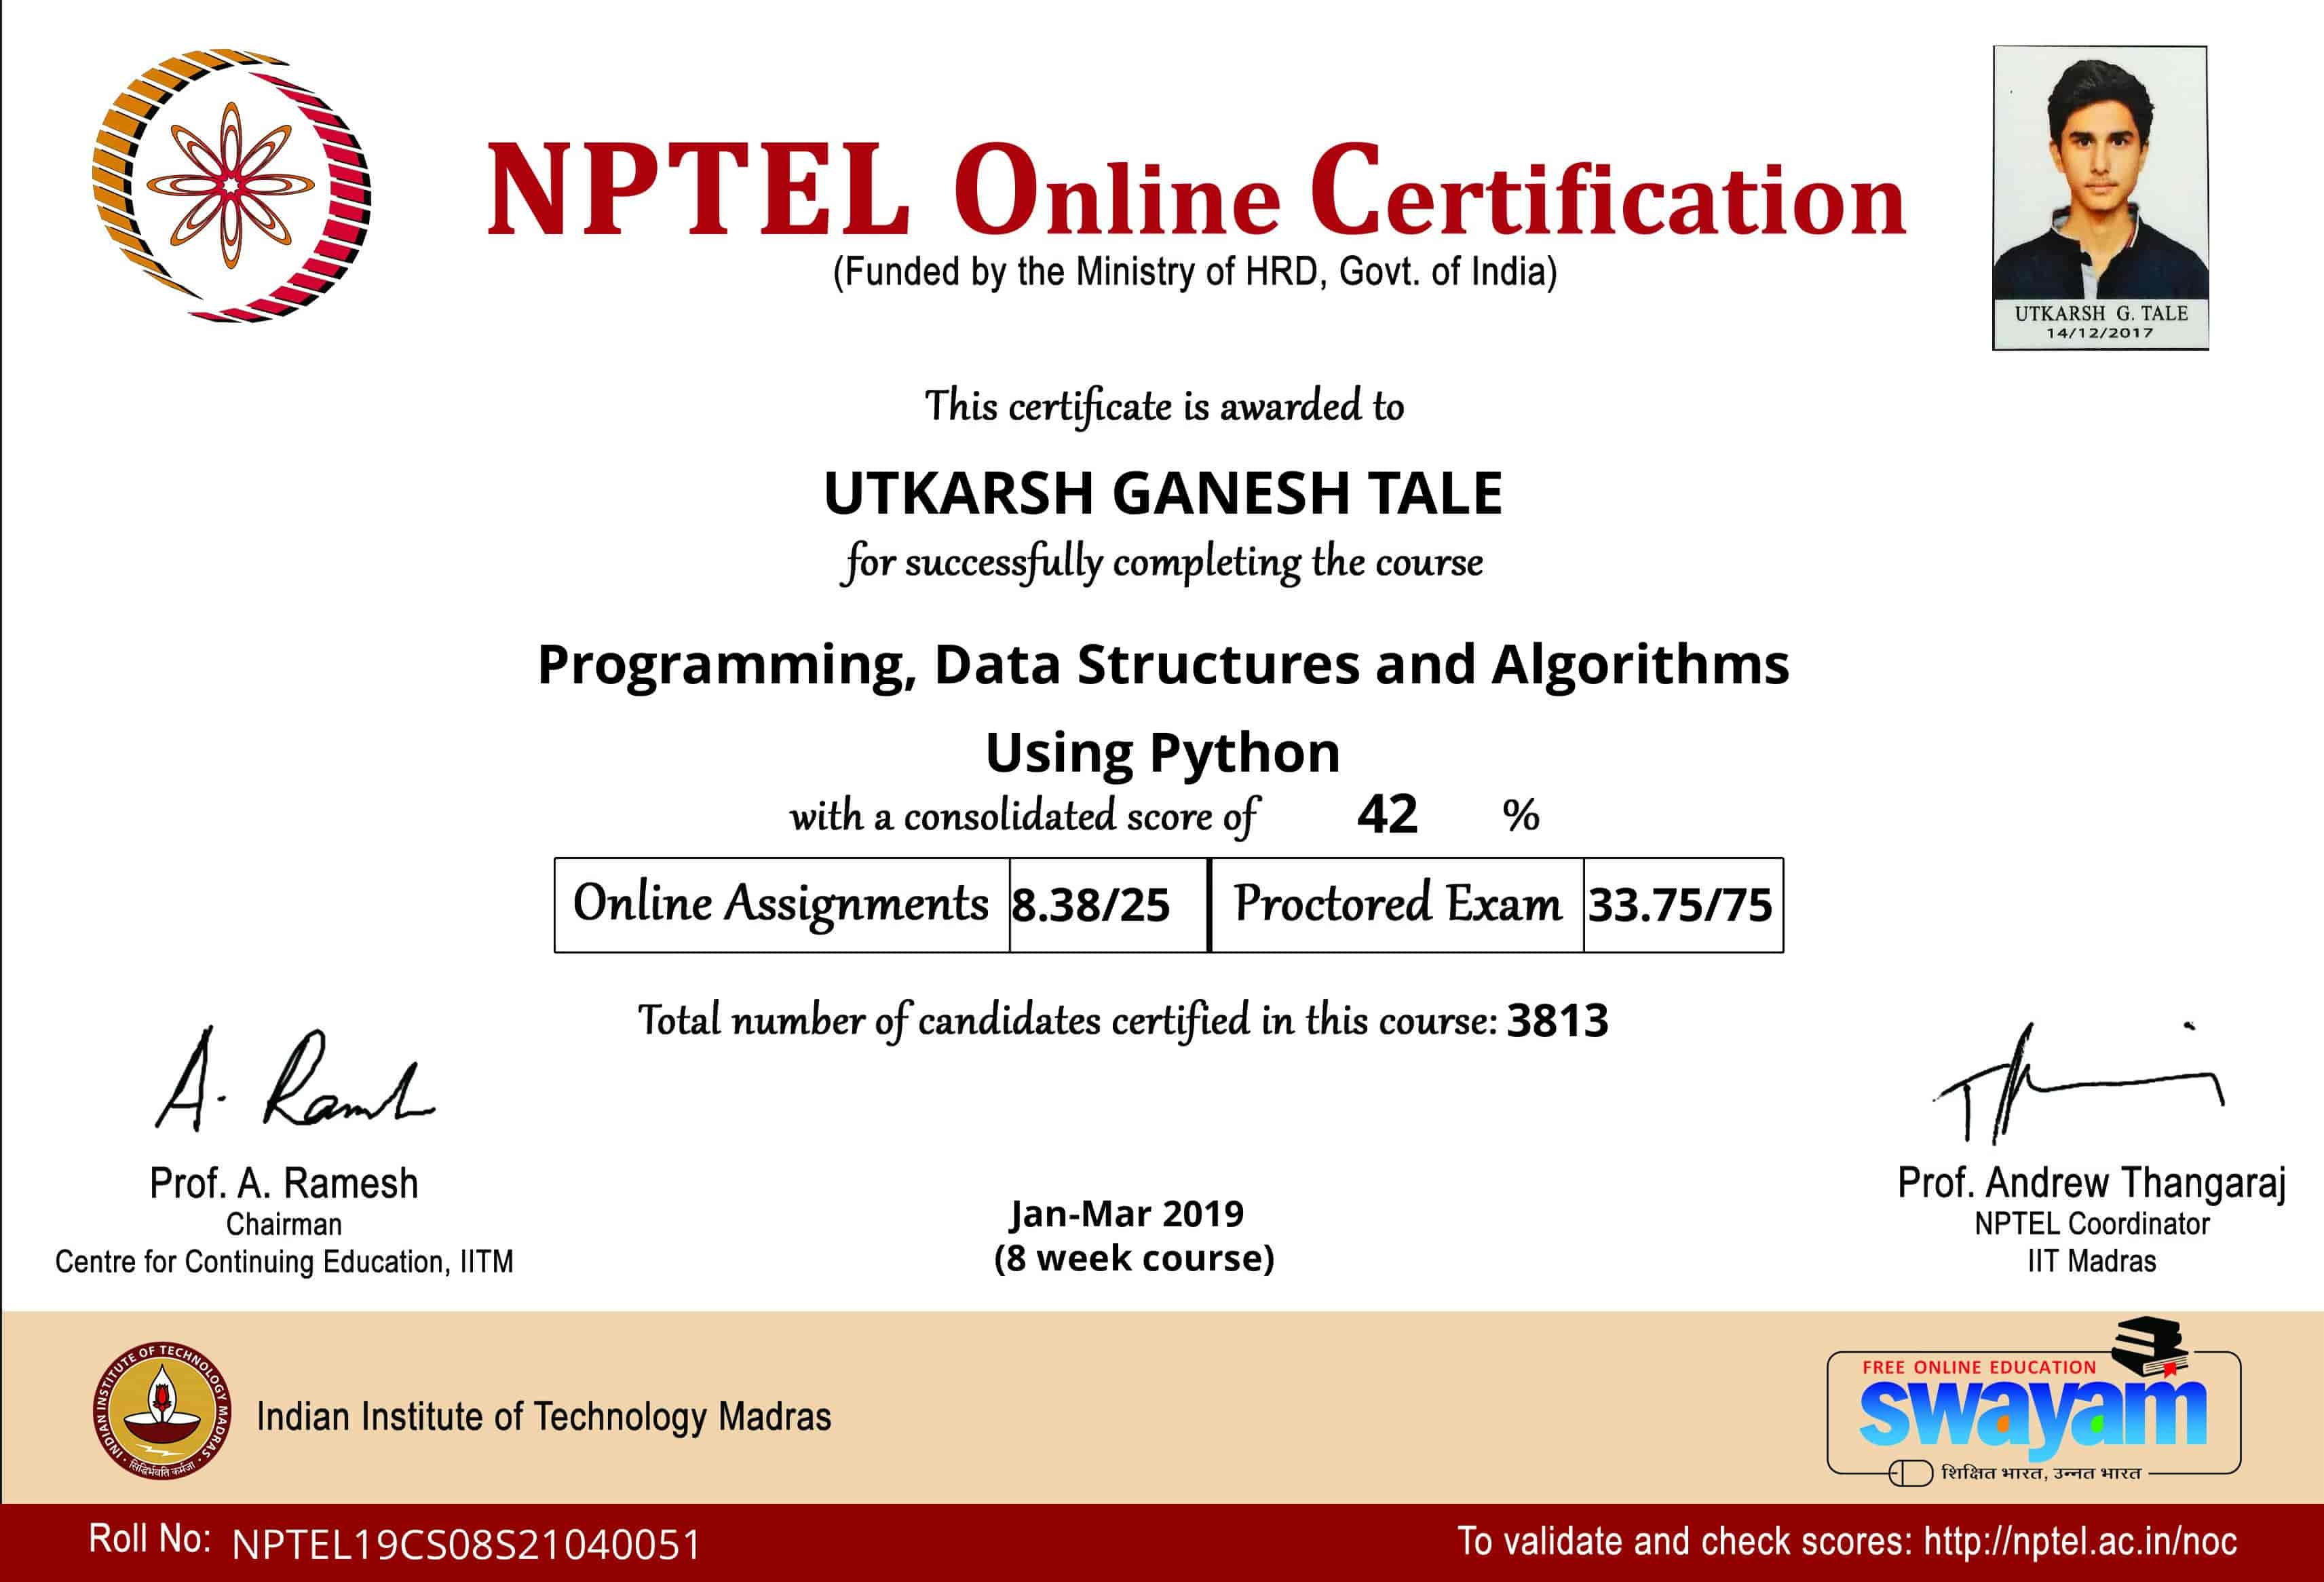 NPTEL Online Certification
(Funded by the Ministry of HRD, Govt. of India)
UTKARSH G. TALE
14/12/2017
This certificate is awarded to
UTKARSH GANESH TALE
for successfully completing the course
Programming, Data Structures and Algorithms
Using Python
with a consolidated score of 42 %
Online Assignments 8.38/25 Proctored Exam 33.75/75
Total number of candidates certified in this course: 3813
A. Ramesh
Prof. A. Ramesh
Chairman
Centre for Continuing Education, IITM
Jan-Mar 2019
(8 week course)
Prof. Andrew Thangaraj
NPTEL Coordinator
IIT Madras
INDIAN INSTITUTE OF TECHNOLOGY MADRAS
सिद्धिर्भवति कर्मजा
Indian Institute of Technology Madras
FREE ONLINE EDUCATION
swayam
शिक्षित भारत, उन्नत भारत
Roll No: NPTEL19CS08S21040051
To validate and check scores: http://nptel.ac.in/noc